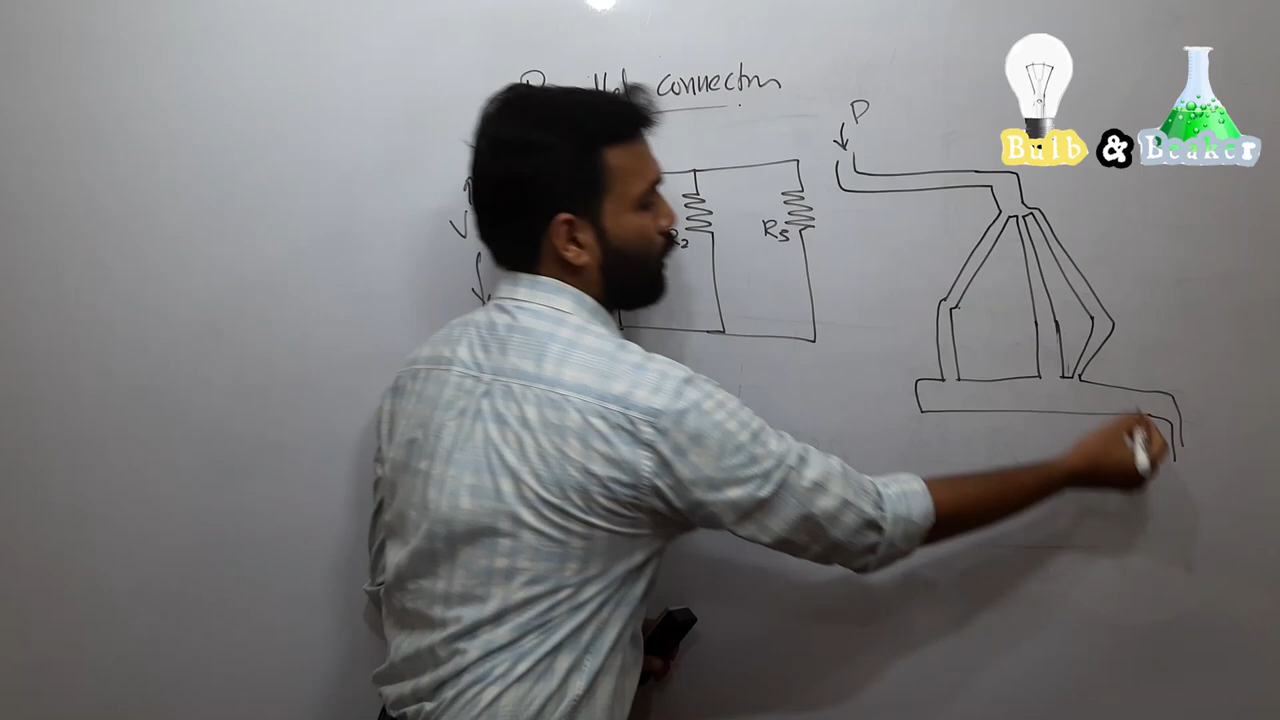 connectn
P
V
R2
R3
Bulb & Beaker